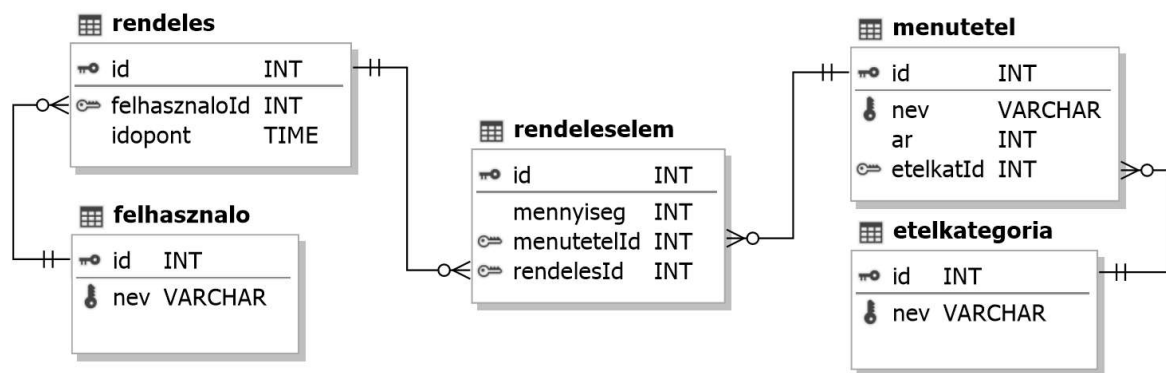 rendeles
id INT
felhasznaloId INT
idopont TIME
felhasznalo
id INT
nev VARCHAR
rendeleselem
id INT
mennyiseg INT
menutetelId INT
rendelesId INT
menutetel
id INT
nev VARCHAR
ar INT
etelkatId INT
etelkategoria
id INT
nev VARCHAR